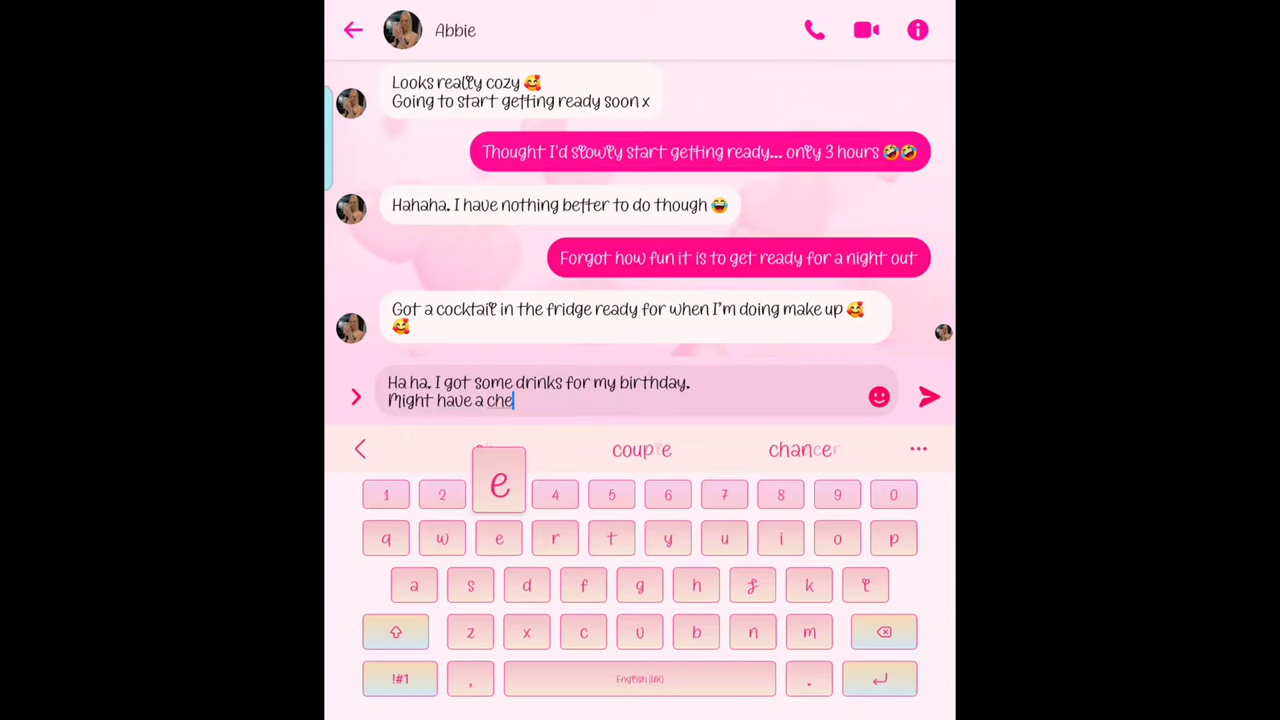 Abbie
Looks really cozy 🥰
Going to start getting ready soon x
Thought I'd slowly start getting ready... only 3 hours 🤣🤣
Hahaha. I have nothing better to do though 😂
Forgot how fun it is to get ready for a night out
Got a cocktail in the fridge ready for when I'm doing make up 🥰
🥰
Ha ha. I got some drinks for my birthday.
Might have a che
couple chancer
e
1 2 4 5 6 7 8 9 0
q w e r t y u i o p
a s d f g h j k l
z x c v b n m
!#1 , English (UK) .